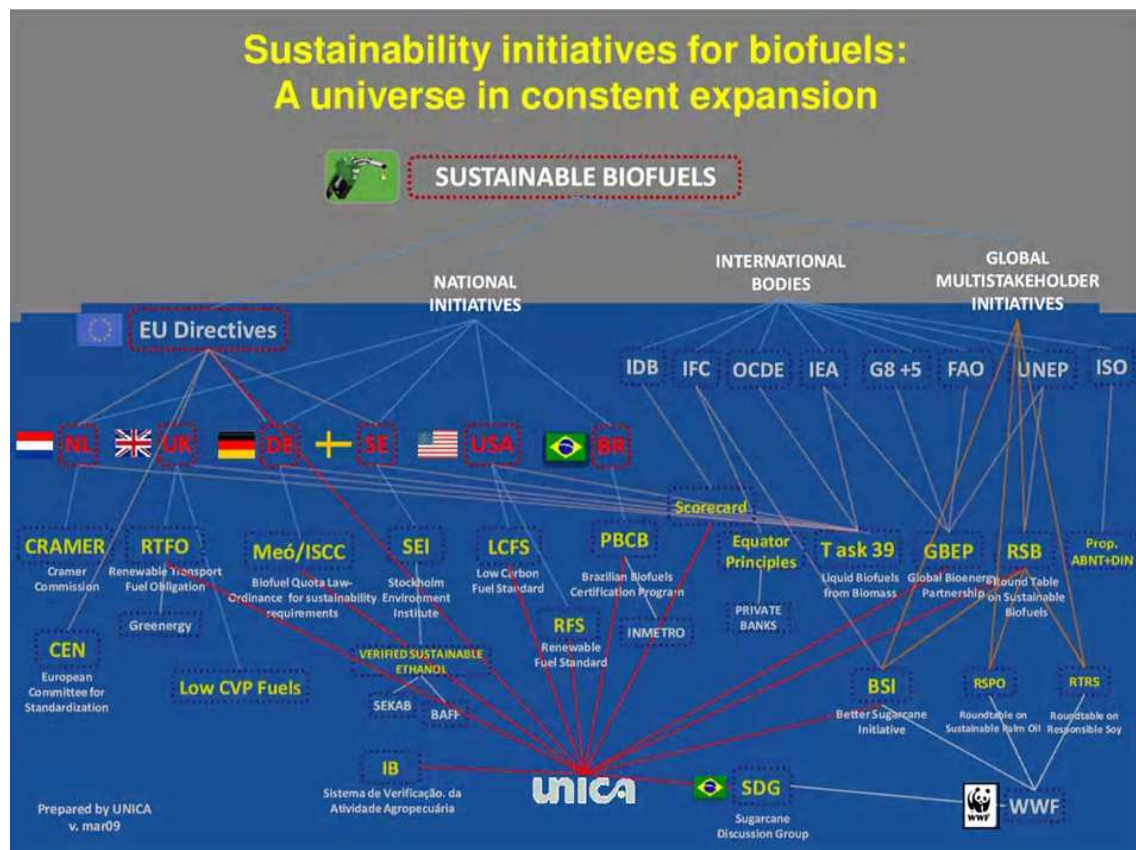 Sustainability initiatives for biofuels:
A universe in constent expansion
SUSTAINABLE BIOFUELS
NATIONAL
INITIATIVES
INTERNATIONAL
BODIES
GLOBAL
MULTISTAKEHOLDER
INITIATIVES
EU Directives
IDB
IFC
OCDE
IEA
G8 +5
FAO
UNEP
ISO
NL
UK
DE
SE
USA
BR
Scorecard
CRAMER
Cramer
Commission
RTFO
Renewable Transport
Fuel Obligation
Greenergy
Meó/ISCC
Biofuel Quota Law-
Ordinance for sustainability
requirements
SEI
Stockholm
Environment
Institute
LCFS
Low Carbon
Fuel Standard
PBCB
Brazilian Biofuels
Certification Program
Equator
Principles
PRIVATE
BANKS
T ask 39
Liquid Biofuels
from Biomass
GBEP
Global Bioenergy
Partnership
RSB
Round Table
on Sustainable
Biofuels
Prop.
ABNT+DIN
CEN
European
Committee for
Standardization
Low CVP Fuels
VERIFIED SUSTAINABLE
ETHANOL
SEKAB
BAFF
RFS
Renewable
Fuel Standard
INMETRO
BSI
Better Sugarcane
Initiative
RSPO
Roundtable on
Sustainable Palm Oil
RTRS
Roundtable on
Responsible Soy
IB
Sistema de Verificação. da
Atividade Agropecuária
unica
SDG
Sugarcane
Discussion Group
WWF
WWF
Prepared by UNICA
v. mar09